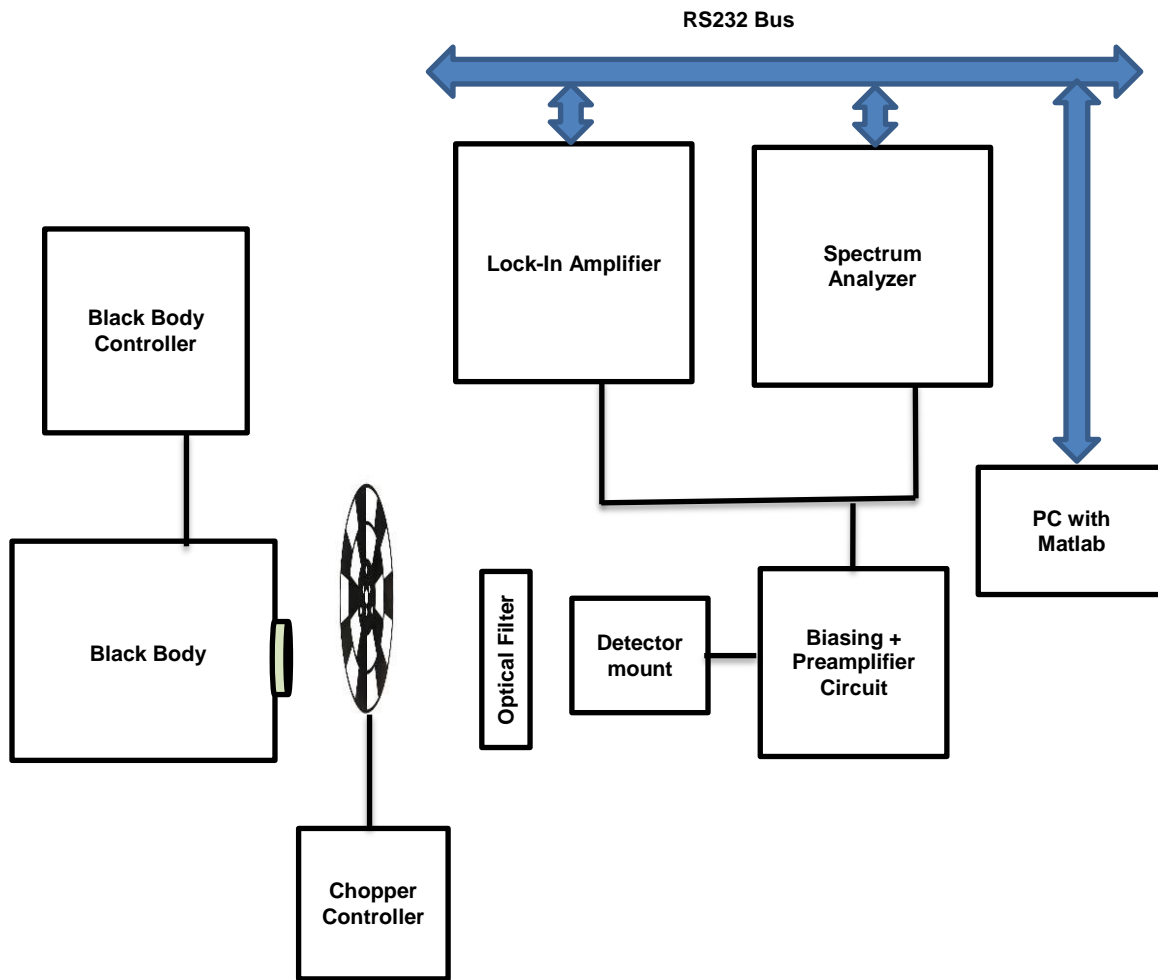 RS232 Bus
Lock-In Amplifier
Spectrum
Analyzer
Black Body
Controller
PC with
Matlab
Black Body
Optical Filter
Detector
mount
Biasing +
Preamplifier
Circuit
Chopper
Controller